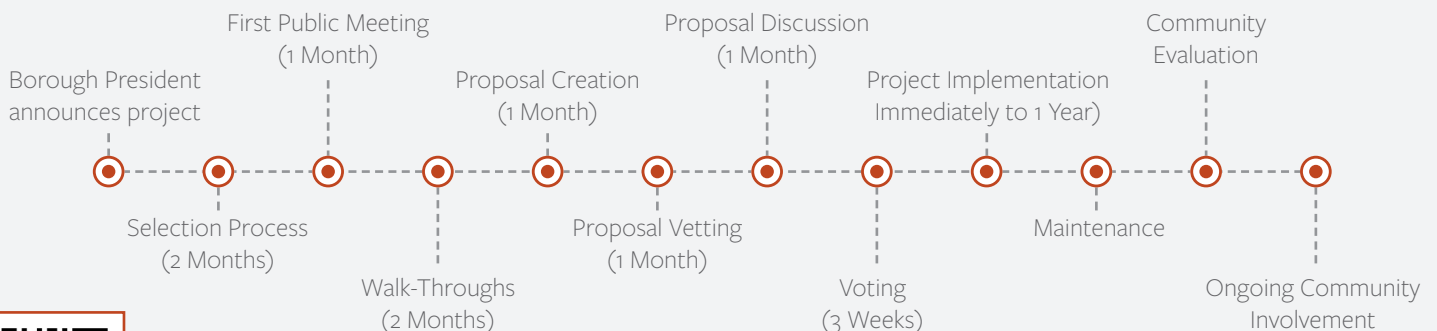 Borough President
announces project
Selection Process
(2 Months)
First Public Meeting
(1 Month)
Walk-Throughs
(2 Months)
Proposal Creation
(1 Month)
Proposal Vetting
(1 Month)
Proposal Discussion
(1 Month)
Voting
(3 Weeks)
Project Implementation
Immediately to 1 Year)
Maintenance
Community
Evaluation
Ongoing Community
Involvement